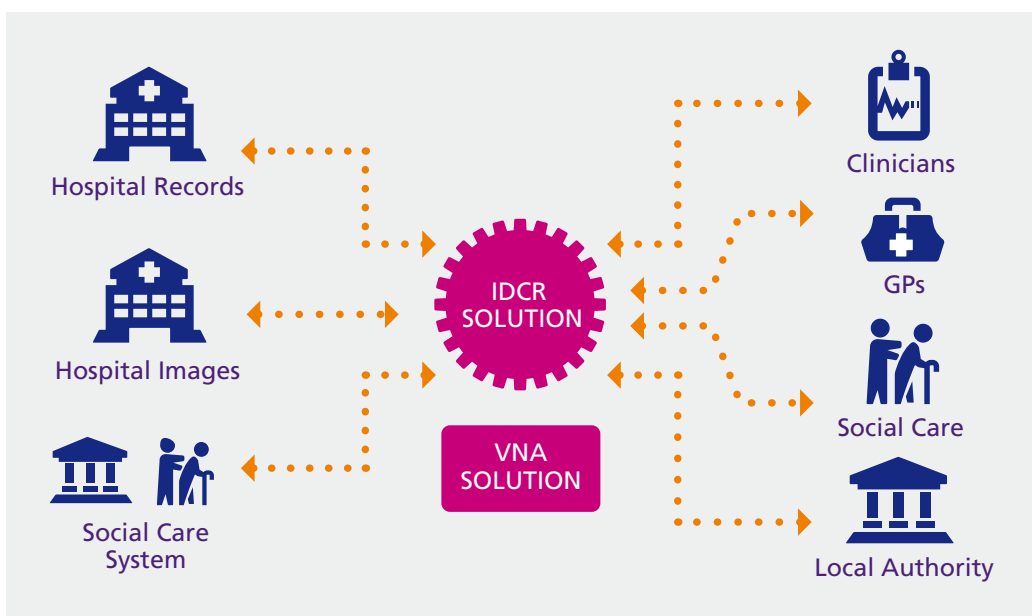 Hospital Records
Hospital Images
Social Care
System
IDCR
SOLUTION
VNA
SOLUTION
Clinicians
GPs
Social Care
Local Authority